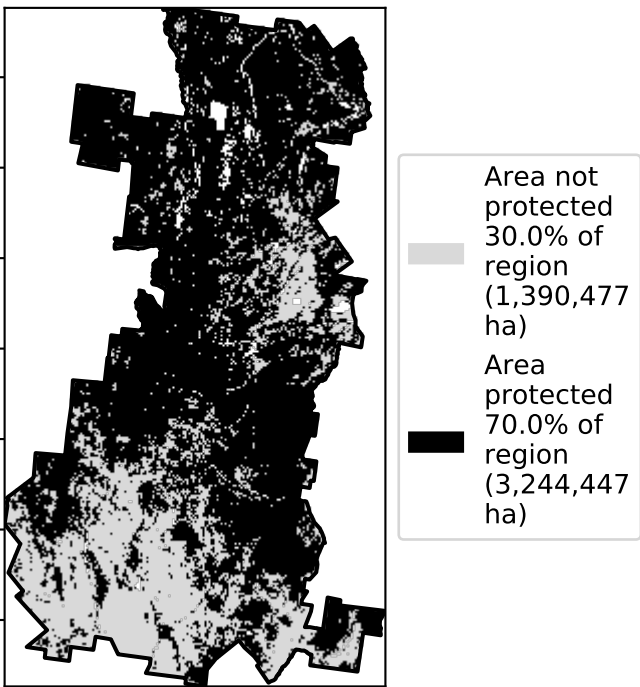 Area not
protected
30.0% of
region
(1,390,477
ha)
Area
protected
70.0% of
region
(3,244,447
ha)